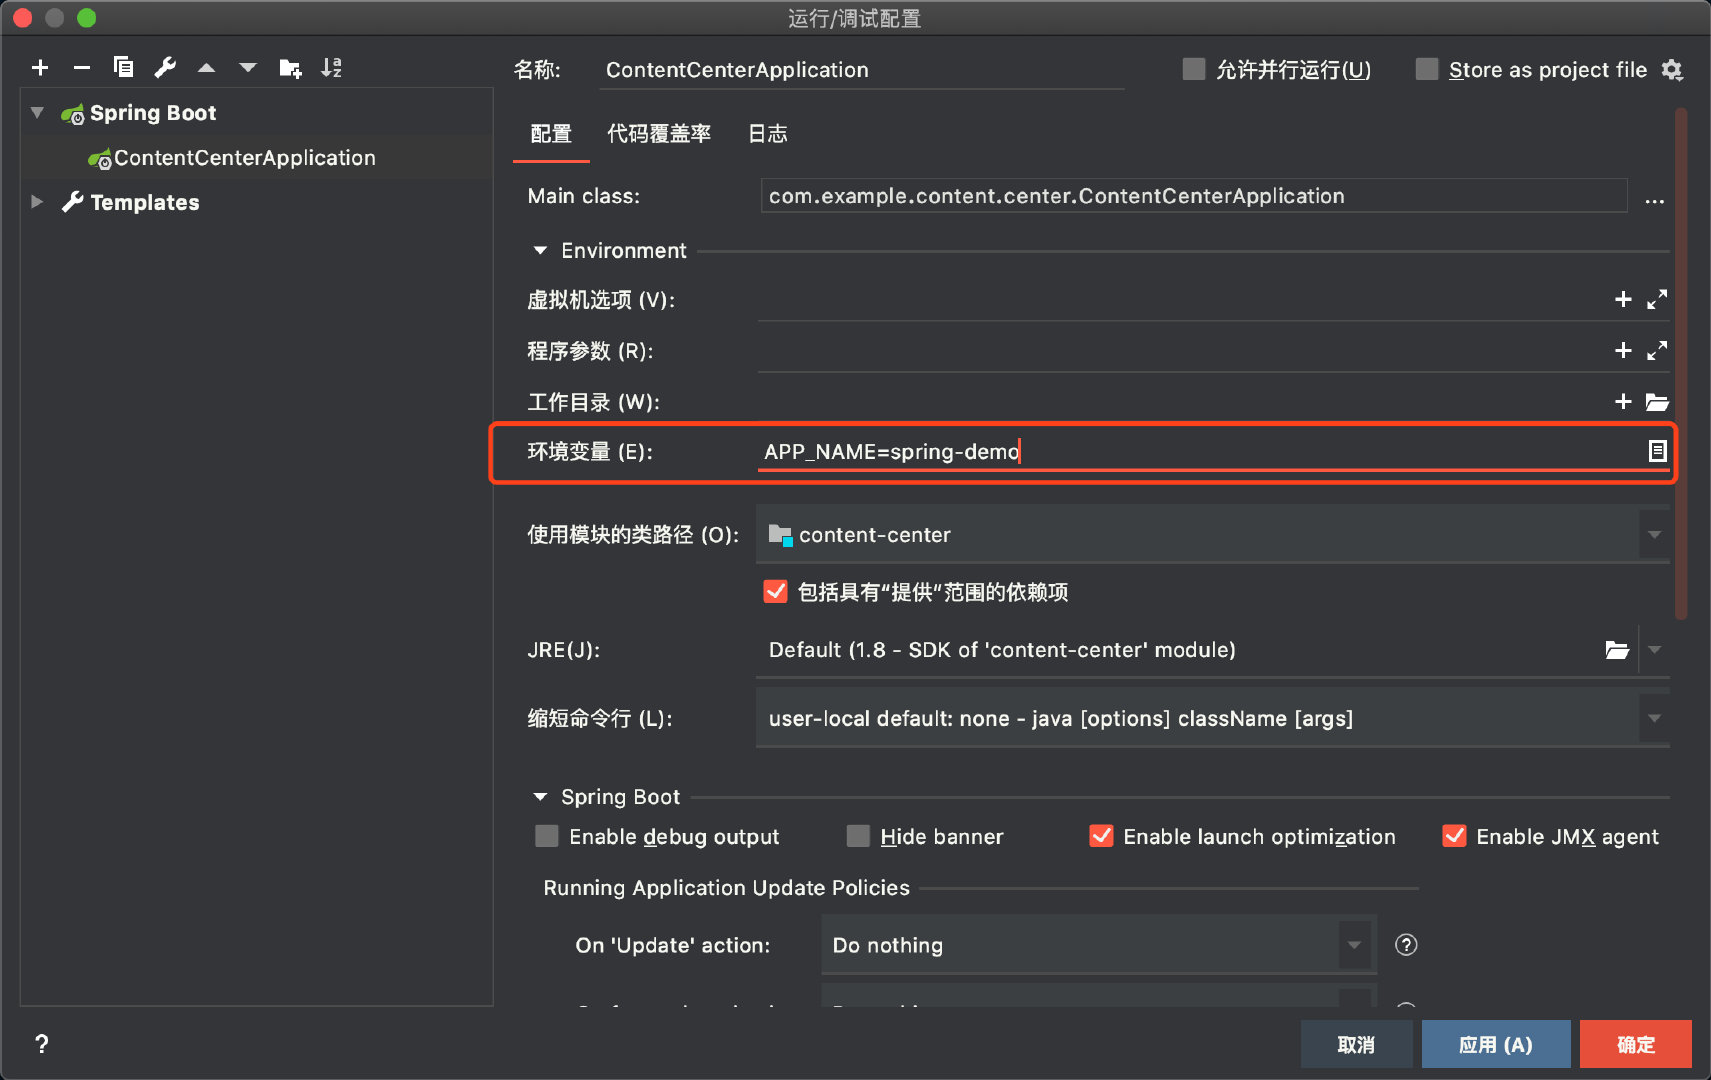 运行/调试配置
名称: ContentCenterApplication 允许并行运行(U) Store as project file
Spring Boot
ContentCenterApplication
Templates
配置 代码覆盖率 日志
Main class: com.example.content.center.ContentCenterApplication ...
Environment
虚拟机选项 (V):
程序参数 (R):
工作目录 (W):
环境变量 (E): APP_NAME=spring-demo
使用模块的类路径 (O): content-center
包括具有“提供”范围的依赖项
JRE(J): Default (1.8 - SDK of 'content-center' module)
缩短命令行 (L): user-local default: none - java [options] className [args]
Spring Boot
Enable debug output Hide banner Enable launch optimization Enable JMX agent
Running Application Update Policies
On 'Update' action: Do nothing ?
? 取消 应用 (A) 确定